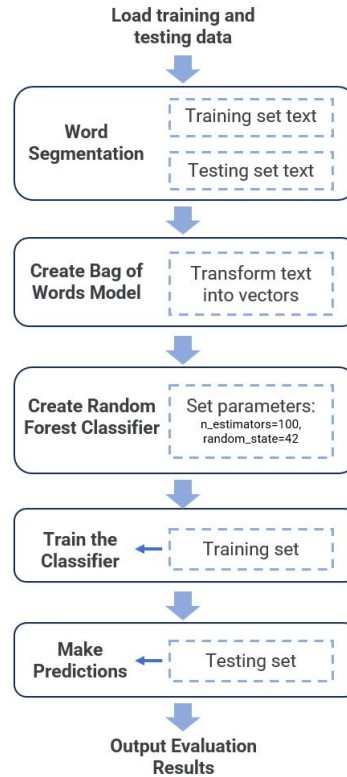 Load training and
testing data
Word
Segmentation
Training set text
Testing set text
Create Bag of
Words Model
Transform text
into vectors
Create Random
Forest Classifier
Set parameters:
n_estimators=100,
random_state=42
Train the
Classifier
Training set
Make
Predictions
Testing set
Output Evaluation
Results